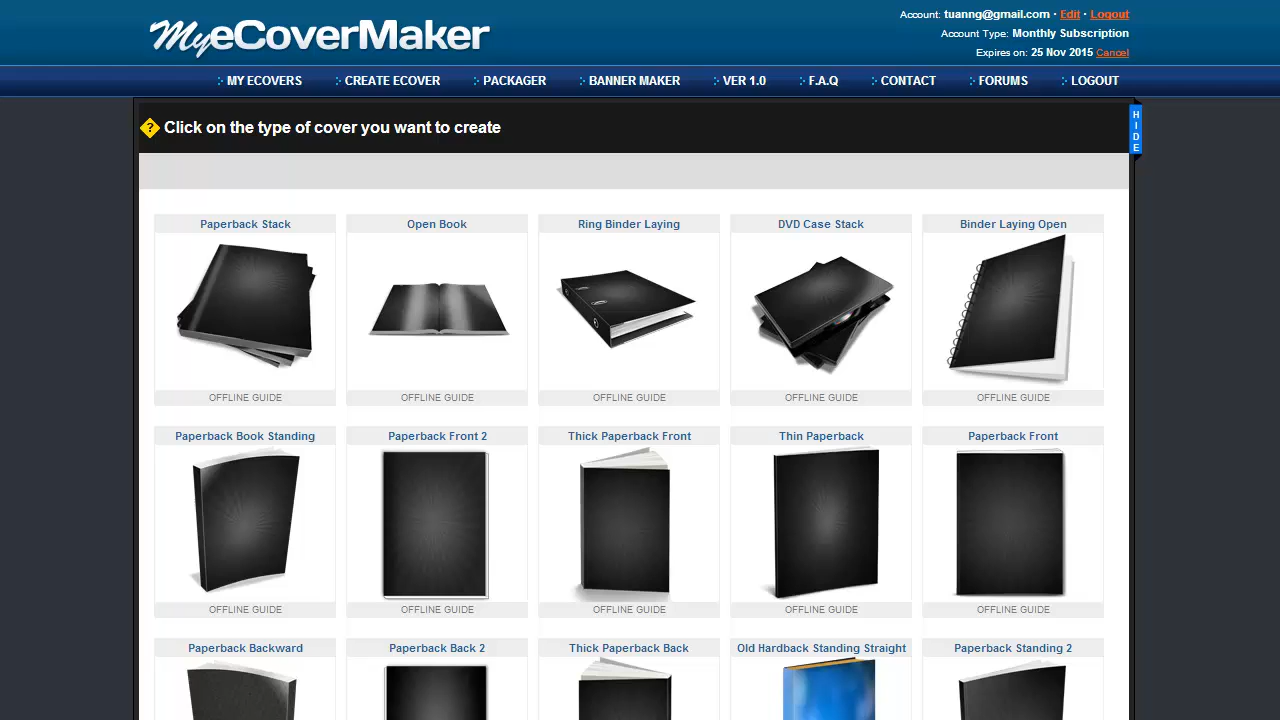 MyeCoverMaker
Account: tuanng@gmail.com · Edit · Logout
Account Type: Monthly Subscription
Expires on: 25 Nov 2015 Cancel
MY ECOVERS CREATE ECOVER PACKAGER BANNER MAKER VER 1.0 F.A.Q CONTACT FORUMS LOGOUT
? Click on the type of cover you want to create
HIDE
Paperback Stack Open Book Ring Binder Laying DVD Case Stack Binder Laying Open
OFFLINE GUIDE OFFLINE GUIDE OFFLINE GUIDE OFFLINE GUIDE OFFLINE GUIDE
Paperback Book Standing Paperback Front 2 Thick Paperback Front Thin Paperback Paperback Front
OFFLINE GUIDE OFFLINE GUIDE OFFLINE GUIDE OFFLINE GUIDE OFFLINE GUIDE
Paperback Backward Paperback Back 2 Thick Paperback Back Old Hardback Standing Straight Paperback Standing 2